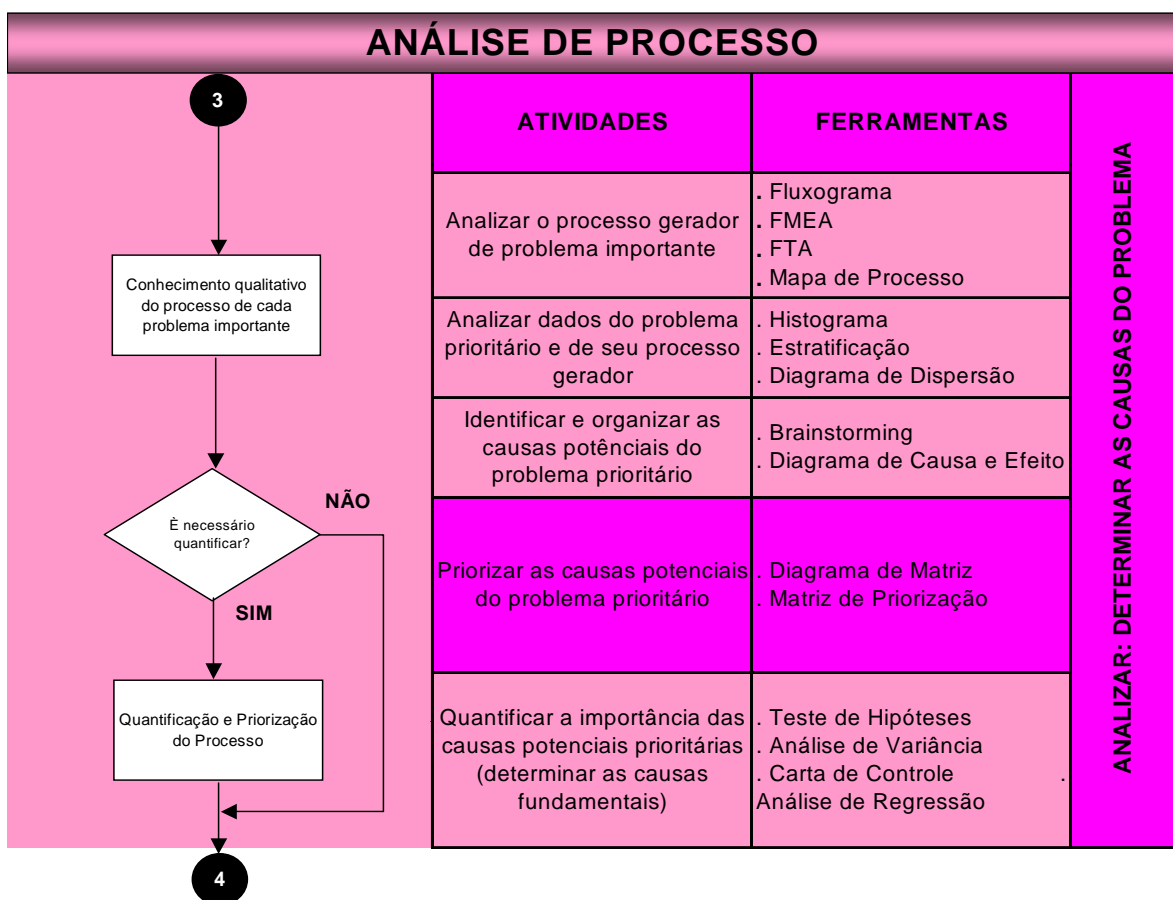 ANÁLISE DE PROCESSO
3
Conhecimento qualitativo
do processo de cada
problema importante
È necessário
quantificar?
NÃO
SIM
Quantificação e Priorização
do Processo
4
ATIVIDADES
FERRAMENTAS
Analizar o processo gerador
de problema importante
. Fluxograma
. FMEA
. FTA
. Mapa de Processo
Analizar dados do problema
prioritário e de seu processo
gerador
. Histograma
. Estratificação
. Diagrama de Dispersão
Identificar e organizar as
causas potênciais do
problema prioritário
. Brainstorming
. Diagrama de Causa e Efeito
Priorizar as causas potenciais
do problema prioritário
. Diagrama de Matriz
. Matriz de Priorização
Quantificar a importância das
causas potenciais prioritárias
(determinar as causas
fundamentais)
. Teste de Hipóteses
. Análise de Variância
. Carta de Controle .
Análise de Regressão
ANALIZAR: DETERMINAR AS CAUSAS DO PROBLEMA